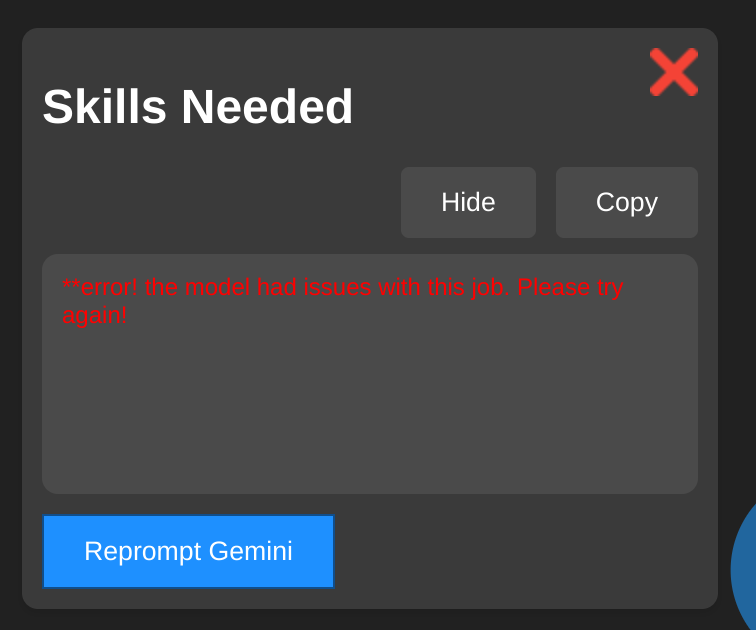 Skills Needed
Hide
Copy
**error! the model had issues with this job. Please try
again!
Reprompt Gemini